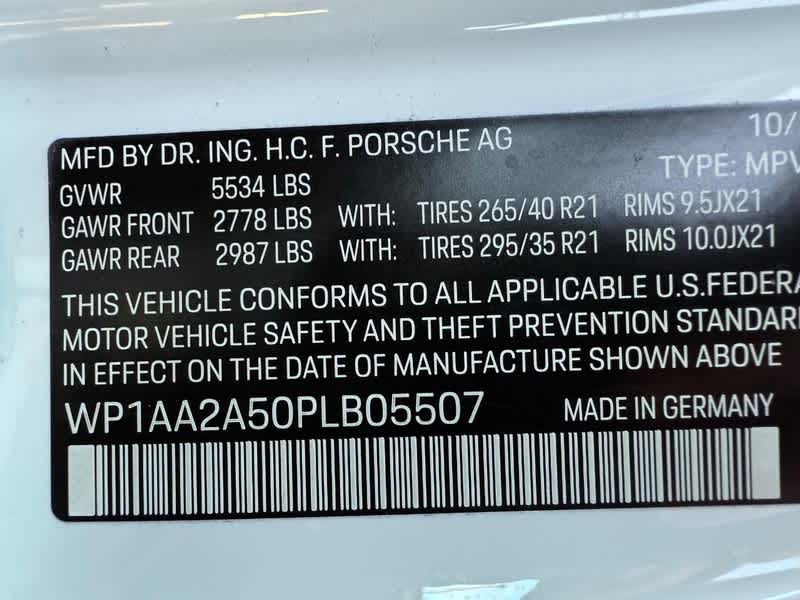 MFD BY DR. ING. H.C. F. PORSCHE AG 10/
TYPE: MPV
GVWR 5534 LBS
GAWR FRONT 2778 LBS WITH: TIRES 265/40 R21 RIMS 9.5JX21
GAWR REAR 2987 LBS WITH: TIRES 295/35 R21 RIMS 10.0JX21
THIS VEHICLE CONFORMS TO ALL APPLICABLE U.S.FEDERA
MOTOR VEHICLE SAFETY AND THEFT PREVENTION STANDAR
IN EFFECT ON THE DATE OF MANUFACTURE SHOWN ABOVE
WP1AA2A50PLB05507 MADE IN GERMANY